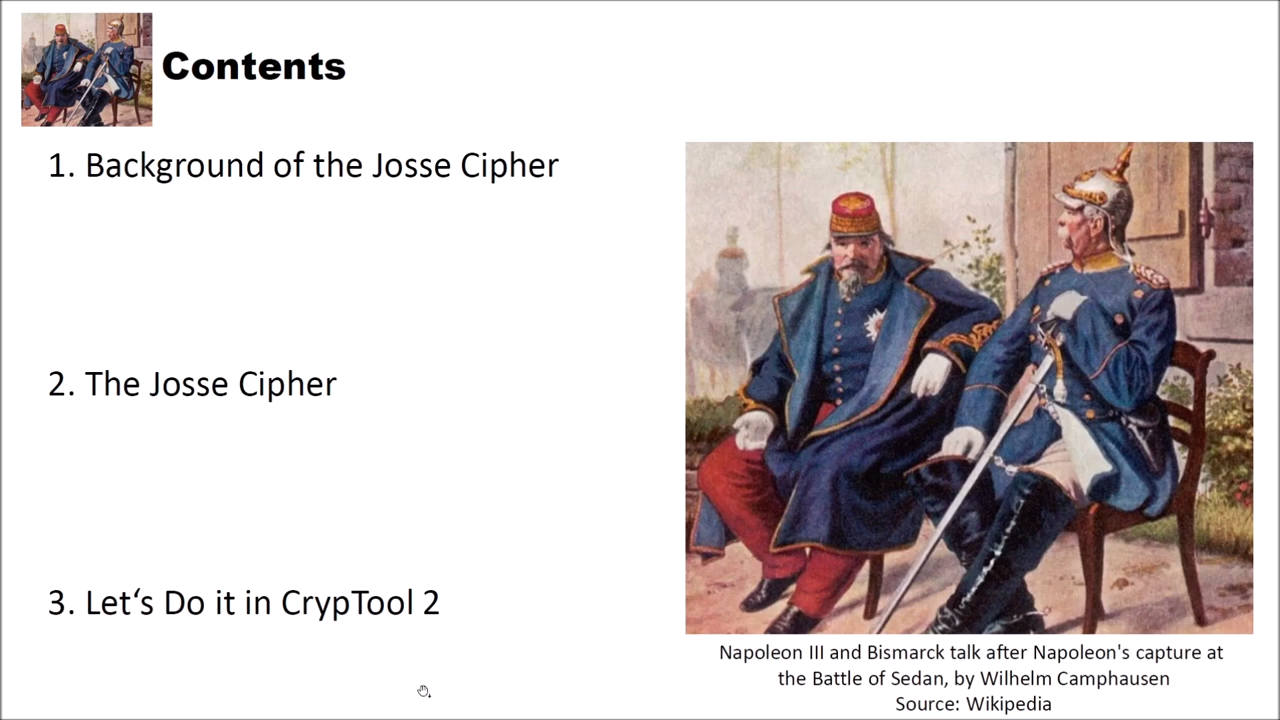 Contents
1. Background of the Josse Cipher
2. The Josse Cipher
3. Let‘s Do it in CrypTool 2
Napoleon III and Bismarck talk after Napoleon's capture at
the Battle of Sedan, by Wilhelm Camphausen
Source: Wikipedia